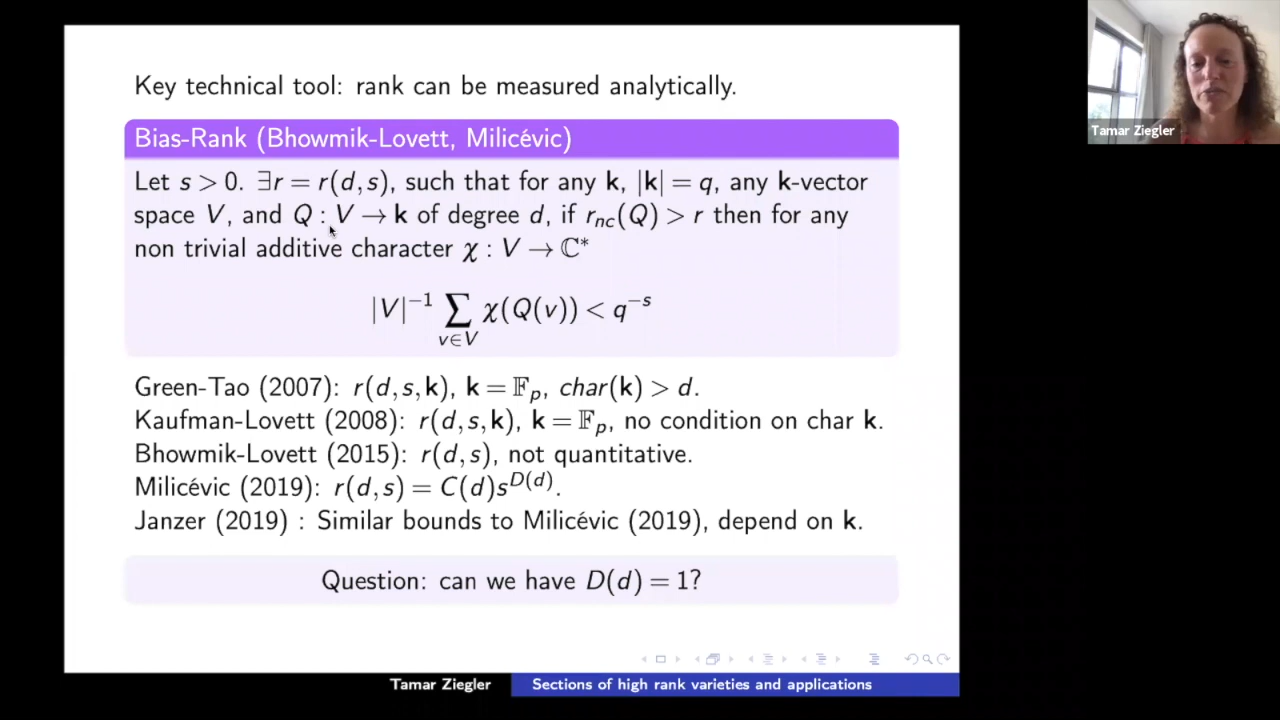 Key technical tool: rank can be measured analytically.
Bias-Rank (Bhowmik-Lovett, Milicévic)
Let s > 0. ∃r = r(d, s), such that for any k, |k| = q, any k-vector
space V, and Q : V → k of degree d, if r_{nc}(Q) > r then for any
non trivial additive character χ : V → ℂ*
|V|^{-1} ∑_{v∈V} χ(Q(v)) < q^{-s}
Green-Tao (2007): r(d, s, k), k = 𝔽_p, char(k) > d.
Kaufman-Lovett (2008): r(d, s, k), k = 𝔽_p, no condition on char k.
Bhowmik-Lovett (2015): r(d, s), not quantitative.
Milicévic (2019): r(d, s) = C(d)s^{D(d)}.
Janzer (2019) : Similar bounds to Milicévic (2019), depend on k.
Question: can we have D(d) = 1?
Tamar Ziegler
Sections of high rank varieties and applications
Tamar Ziegler